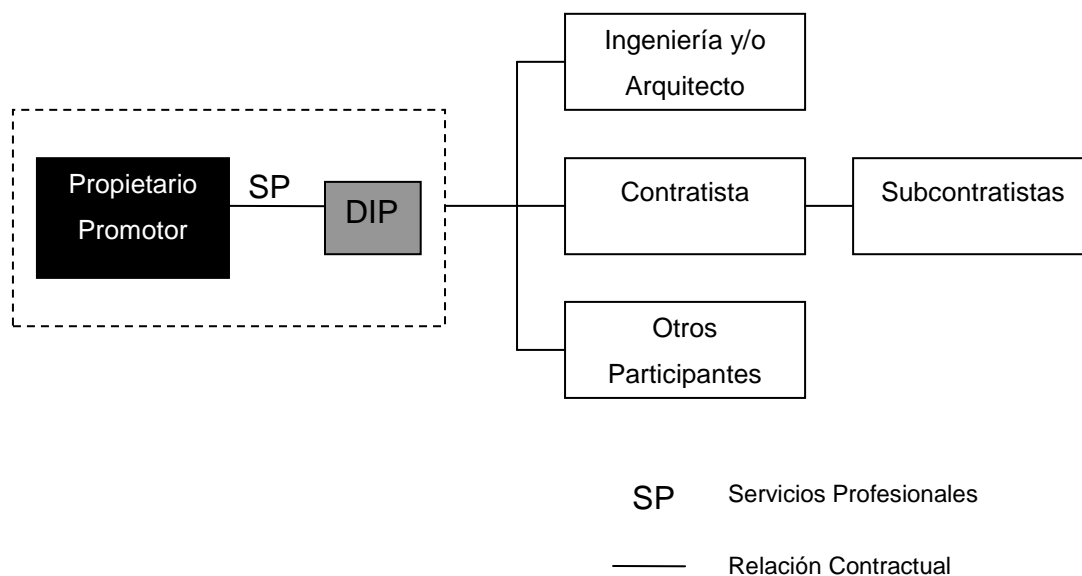 Ingeniería y/o
Arquitecto
Propietario
Promotor
SP
DIP
Contratista
Subcontratistas
Otros
Participantes
SP Servicios Profesionales
Relación Contractual